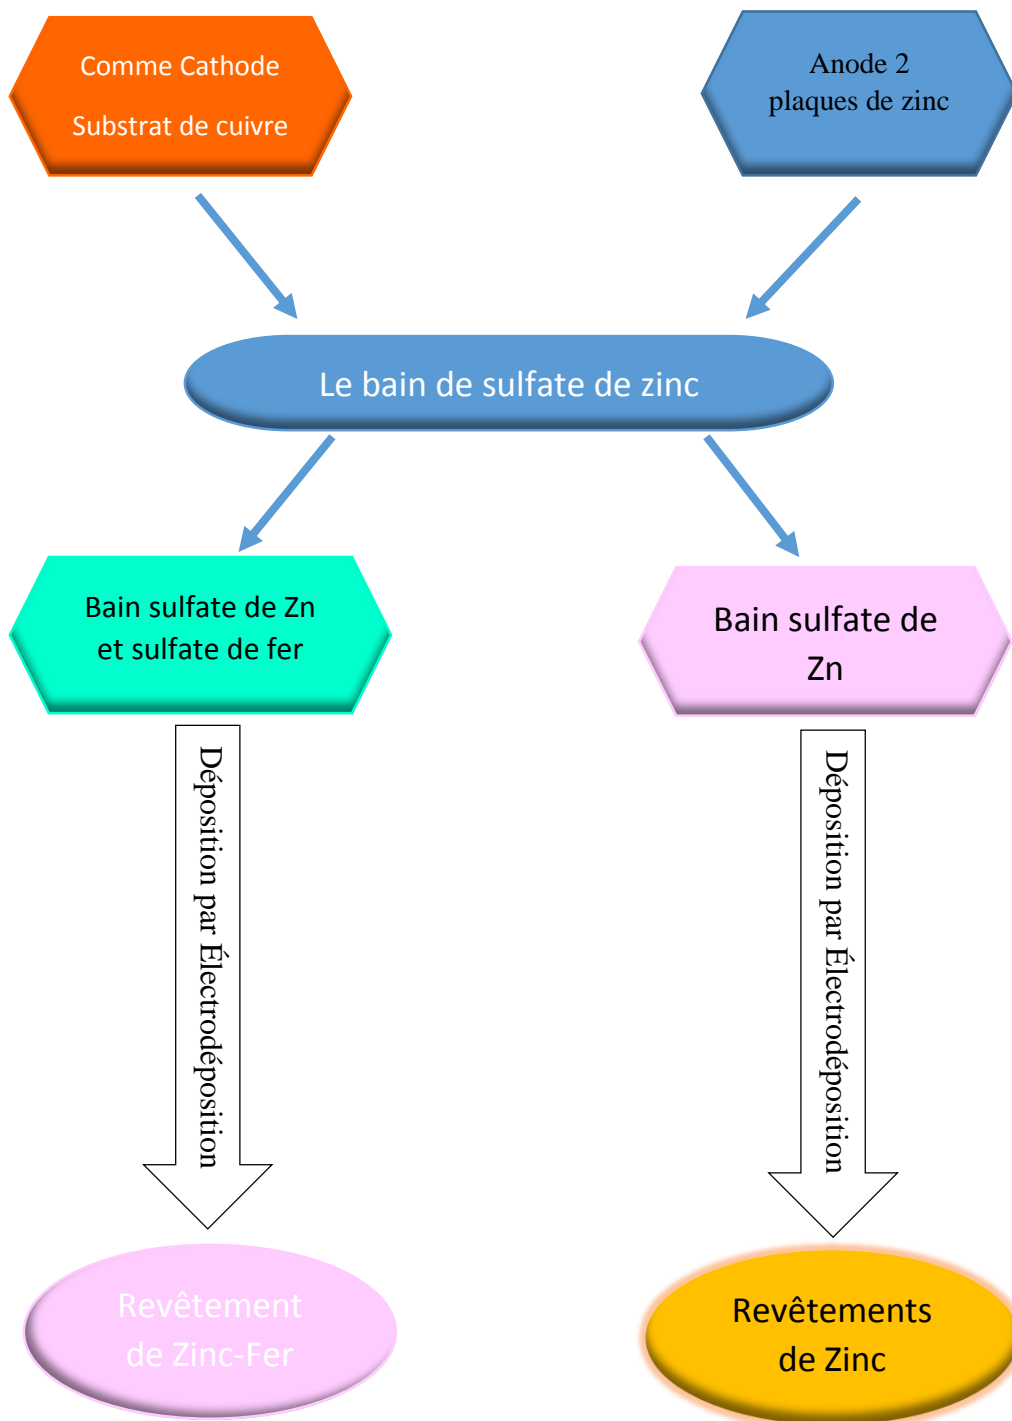 Comme Cathode
Substrat de cuivre
Anode 2
plaques de zinc
Le bain de sulfate de zinc
Bain sulfate de Zn
et sulfate de fer
Bain sulfate de
Zn
Déposition par Électrodéposition
Déposition par Électrodéposition
Revêtement
de Zinc-Fer
Revêtements
de Zinc